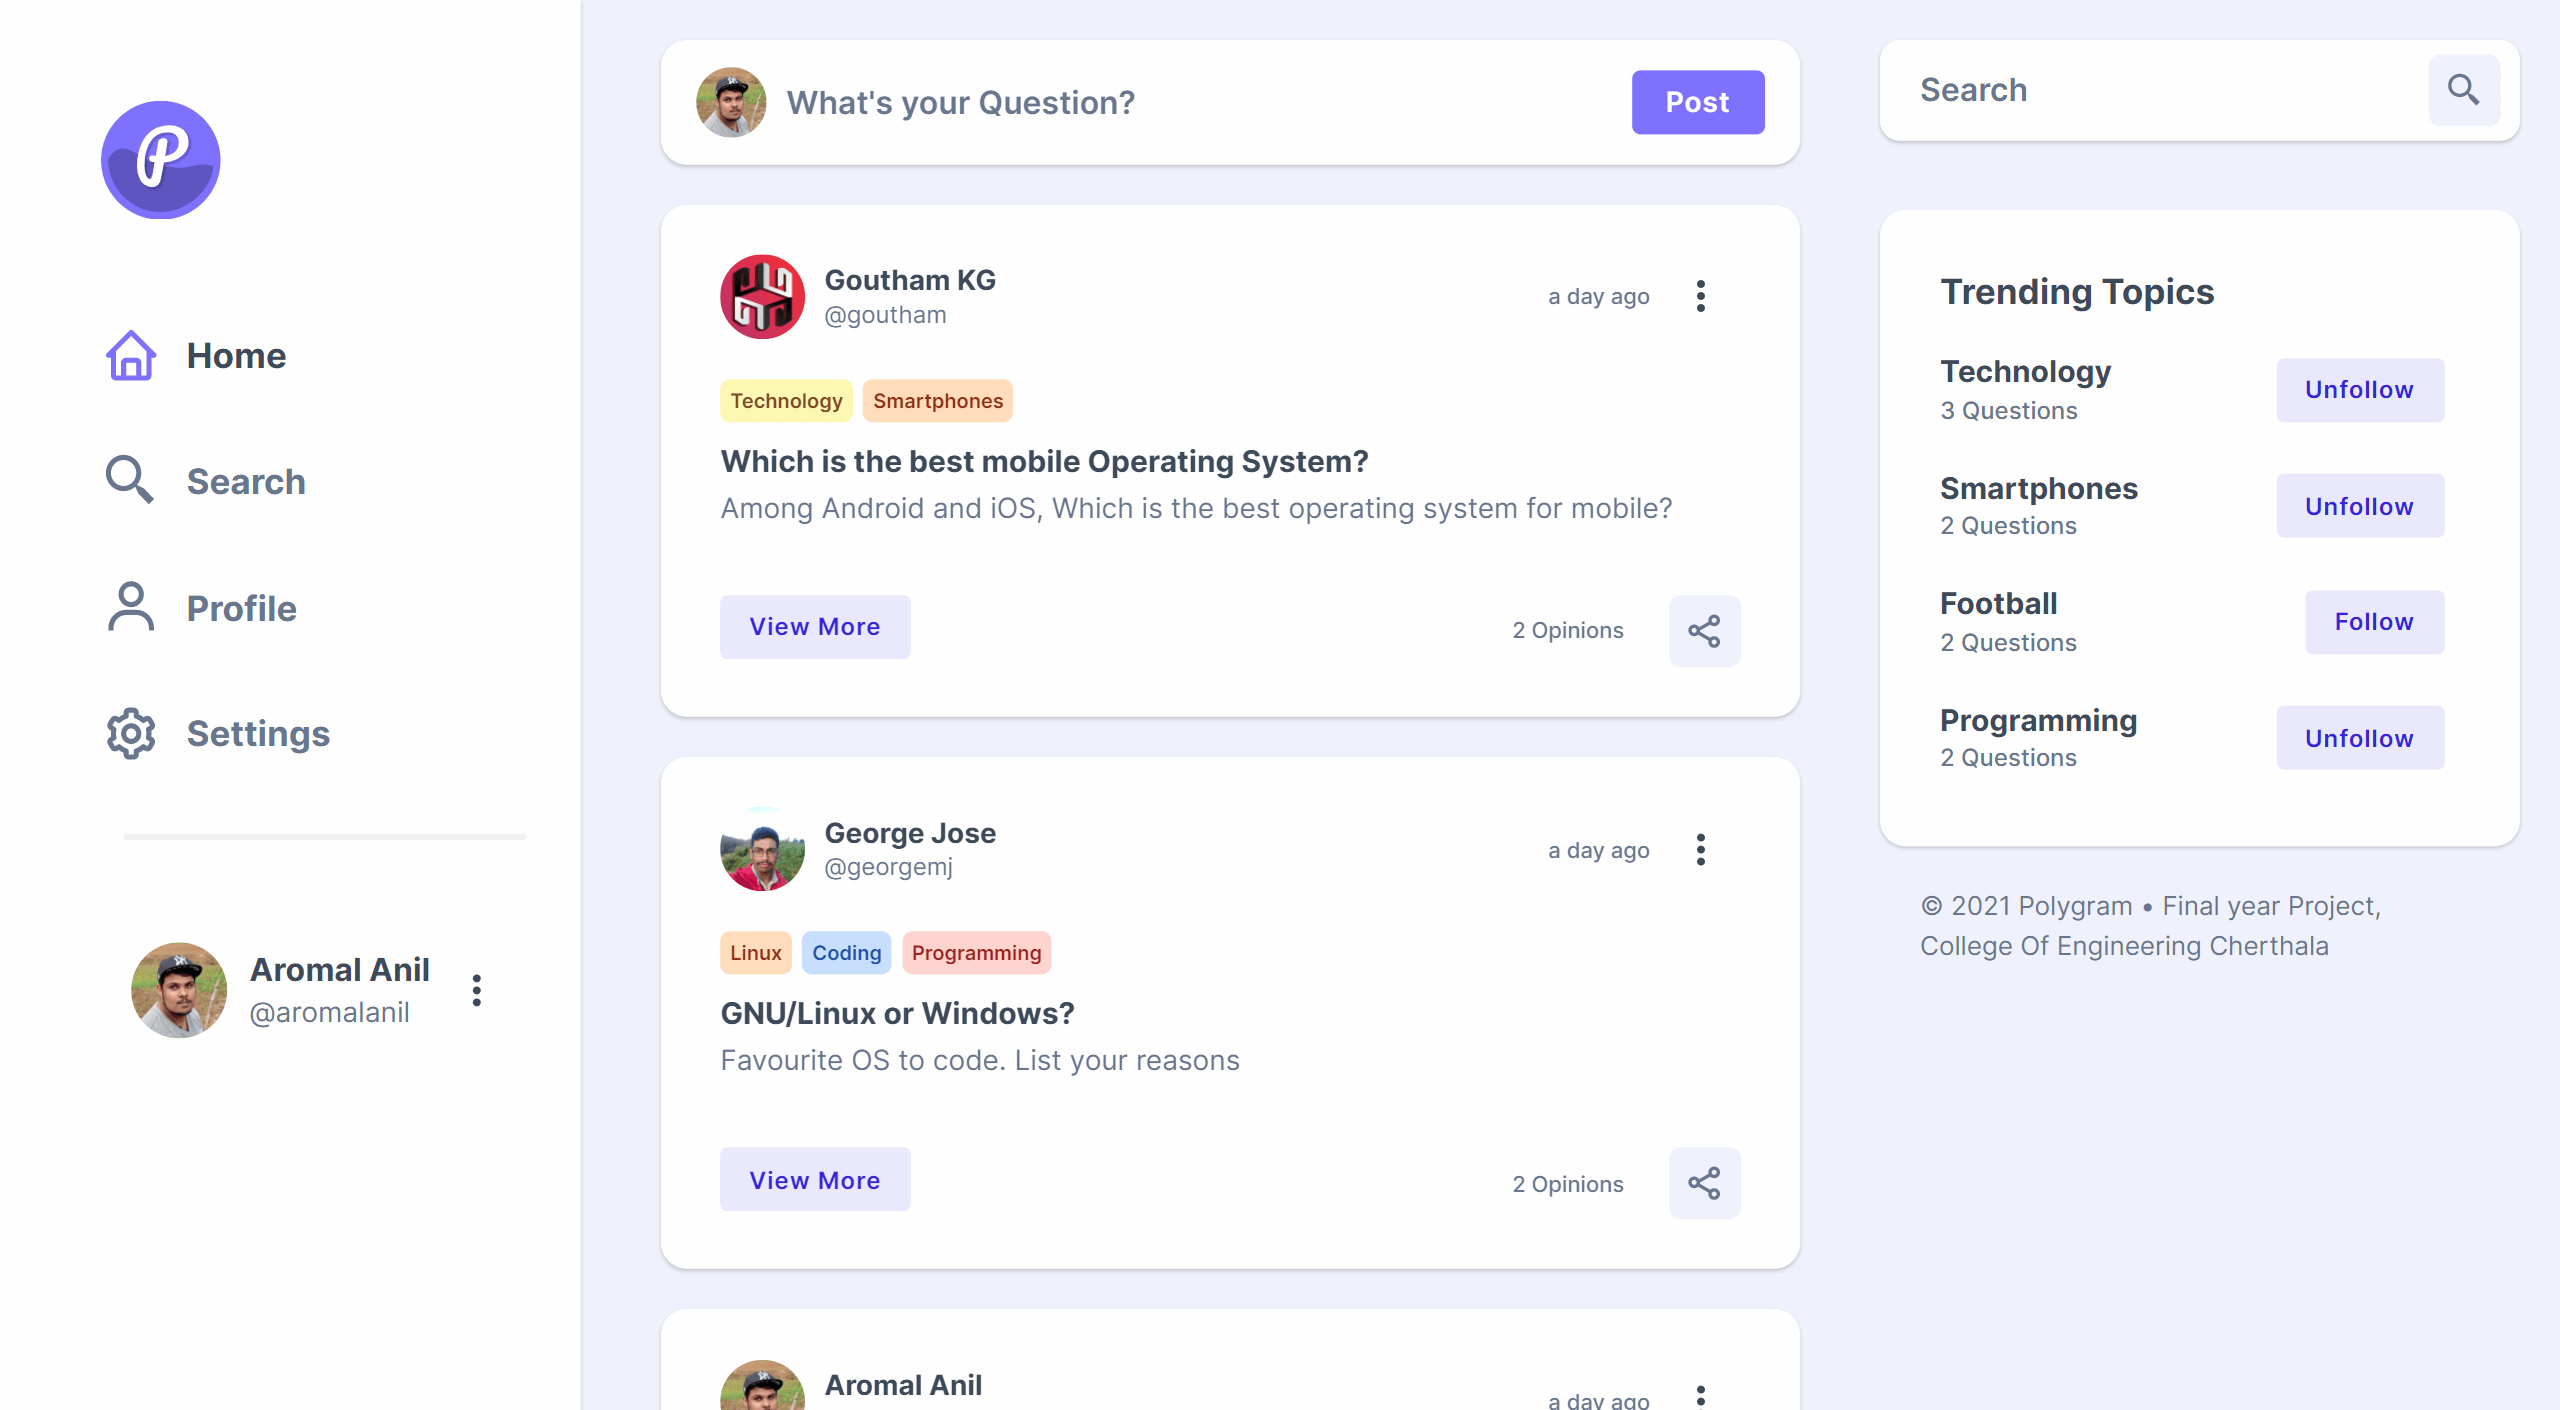 P
Home
Search
Profile
Settings
Aromal Anil
@aromalanil
What's your Question?
Post
Goutham KG
@goutham
a day ago
Technology Smartphones
Which is the best mobile Operating System?
Among Android and iOS, Which is the best operating system for mobile?
View More
2 Opinions
George Jose
@georgemj
a day ago
Linux Coding Programming
GNU/Linux or Windows?
Favourite OS to code. List your reasons
View More
2 Opinions
Aromal Anil
a day ago
Search
Trending Topics
Technology
3 Questions
Unfollow
Smartphones
2 Questions
Unfollow
Football
2 Questions
Follow
Programming
2 Questions
Unfollow
© 2021 Polygram • Final year Project,
College Of Engineering Cherthala